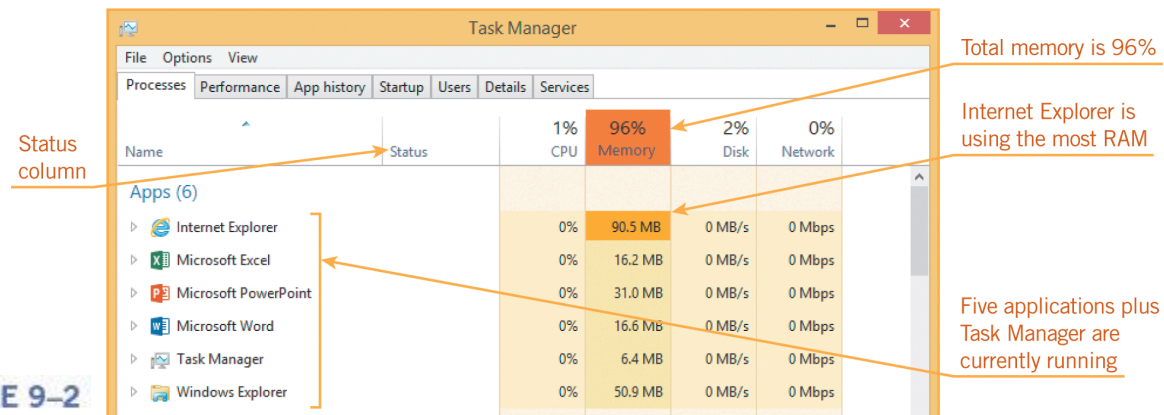 Task Manager
File Options View
Processes Performance App history Startup Users Details Services
1% 96% 2% 0%
Name Status CPU Memory Disk Network
Apps (6)
Internet Explorer 0% 90.5 MB 0 MB/s 0 Mbps
Microsoft Excel 0% 16.2 MB 0 MB/s 0 Mbps
Microsoft PowerPoint 0% 31.0 MB 0 MB/s 0 Mbps
Microsoft Word 0% 16.6 MB 0 MB/s 0 Mbps
Task Manager 0% 6.4 MB 0 MB/s 0 Mbps
Windows Explorer 0% 50.9 MB 0 MB/s 0 Mbps
Status
column
Total memory is 96%
Internet Explorer is
using the most RAM
Five applications plus
Task Manager are
currently running
E 9–2